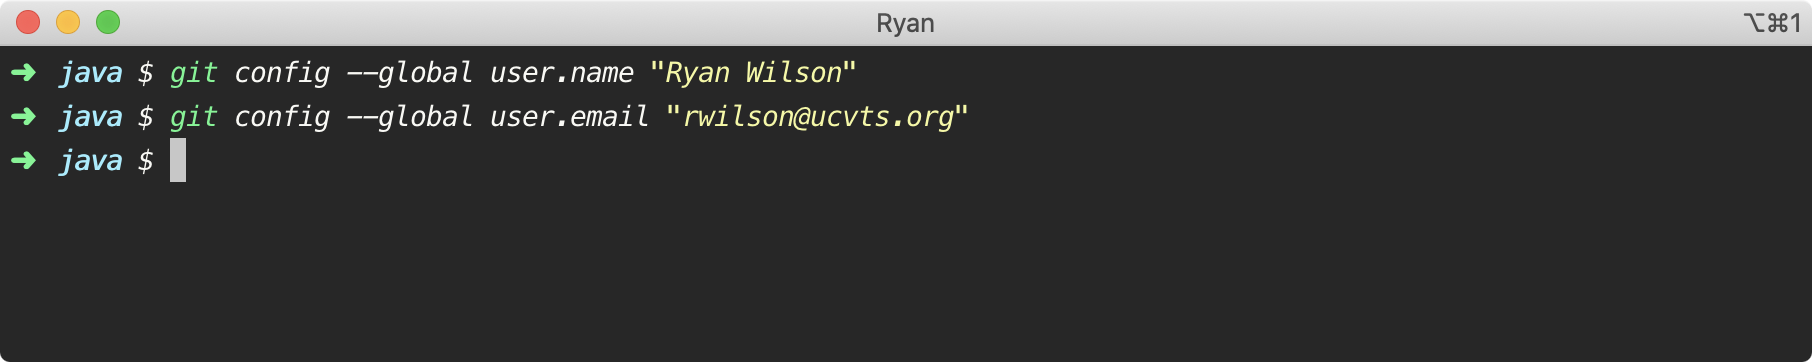 Ryan ⌥⌘1
➜ java $ git config --global user.name "Ryan Wilson"
➜ java $ git config --global user.email "rwilson@ucvts.org"
➜ java $